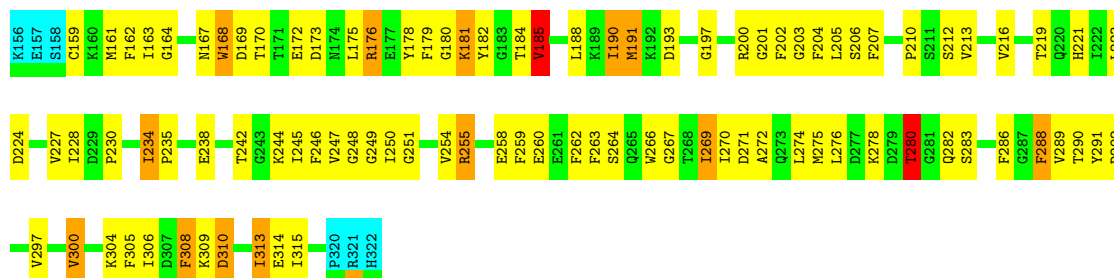 K156 E157 S158 C159 K160 M161 F162 I163 G164 N167 W168 D169 T170 T171 E172 D173 N174 L175 R176 E177 Y178 F179 G180 K181 Y182 G183 T184 V185 L188 K189 I190 M191 K192 D193 G197 R200 G201 F202 G203 F204 L205 S206 F207 P210 S211 S212 V213 V216 T219 Q220 H221 I222
D224 V227 I228 D229 P230 I234 P235 E238 T242 G243 K244 I245 F246 V247 G248 G249 I250 G251 V254 R255 E258 F259 E260 E261 F262 F263 S264 Q265 W266 G267 T268 I269 I270 D271 A272 Q273 L274 M275 L276 D277 K278 D279 T280 G281 Q282 S283 F286 G287 F288 V289 T290 Y291
V297 V300 K304 F305 I306 D307 F308 K309 D310 I313 E314 I315 P320 R321 H322